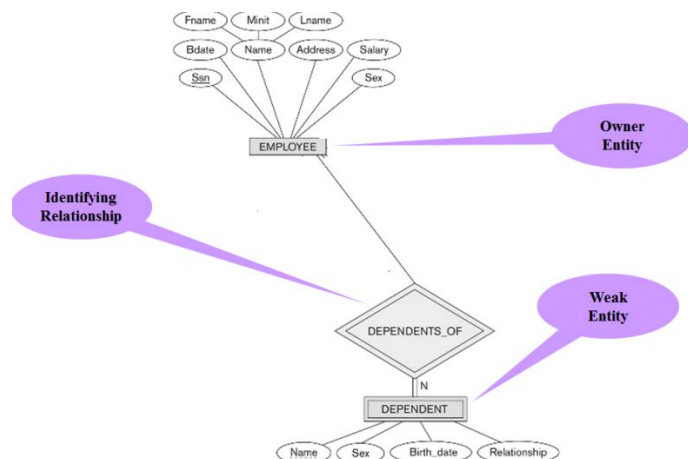 Fname Minit Lname
Bdate Name Address Salary
Ssn Sex
EMPLOYEE
Owner
Entity
Identifying
Relationship
DEPENDENTS_OF
Weak
Entity
N
DEPENDENT
Name Sex Birth_date Relationship